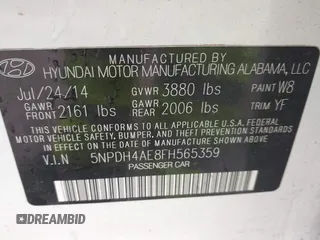 MANUFACTURED BY
HYUNDAI MOTOR MANUFACTURING ALABAMA, LLC
Jul/24/14 GVWR 3880 lbs PAINT W8
GAWR FRONT 2161 lbs GAWR REAR 2006 lbs TRIM YF
THIS VEHICLE CONFORMS TO ALL APPLICABLE U.S.A. FEDERAL
MOTOR VEHICLE SAFETY, BUMPER, AND THEFT PREVENTION
STANDARDS IN EFFECT ON THE DATE OF MANUFACTURE SHOWN ABOVE.
V.I.N 5NPDH4AE8FH565359
PASSENGER CAR
DREAMBID
DREAMBID.COM